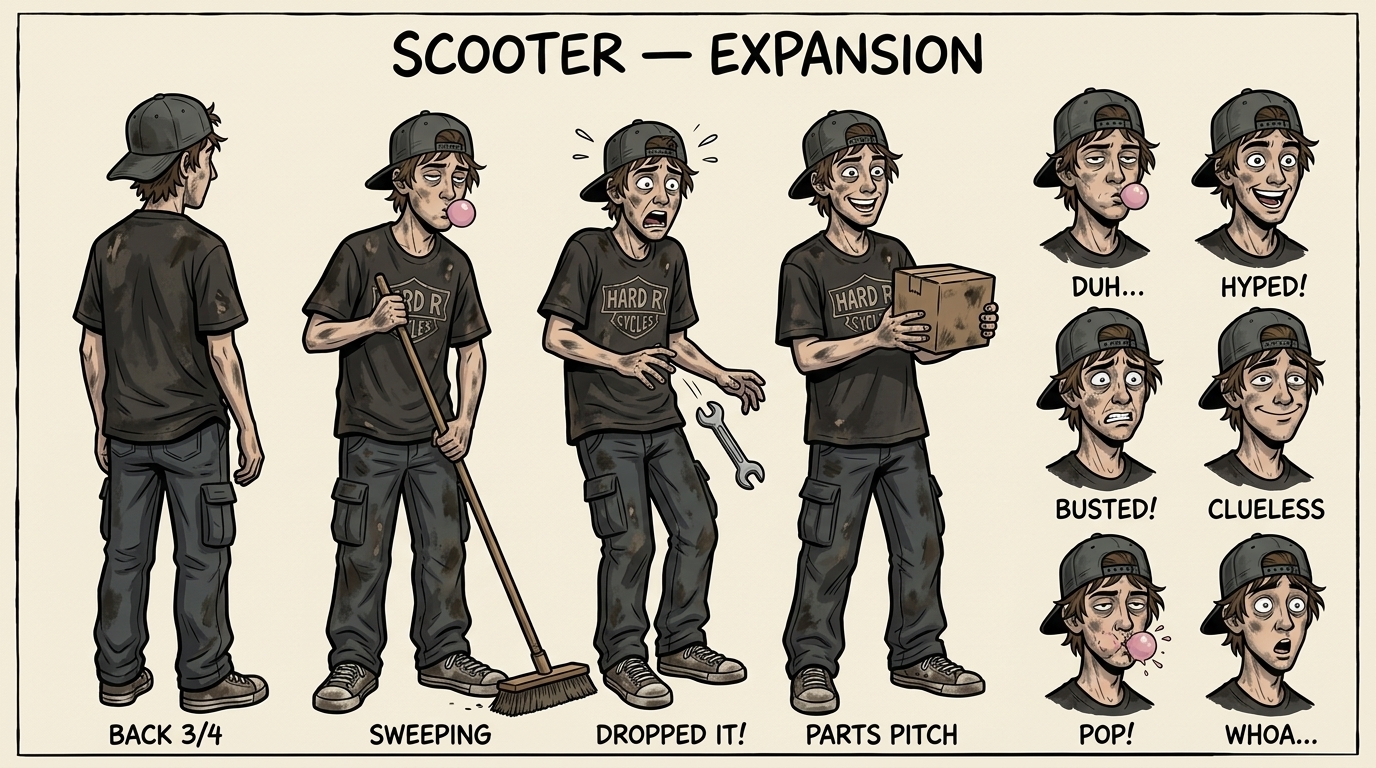 SCOOTER — EXPANSION
HARD R
CYCLES
HARD R
CYCLES
HARD R
CYCL
DUH...
HYPED!
BUSTED!
CLUELESS
POP!
WHOA...
BACK 3/4
SWEEPING
DROPPED IT!
PARTS PITCH